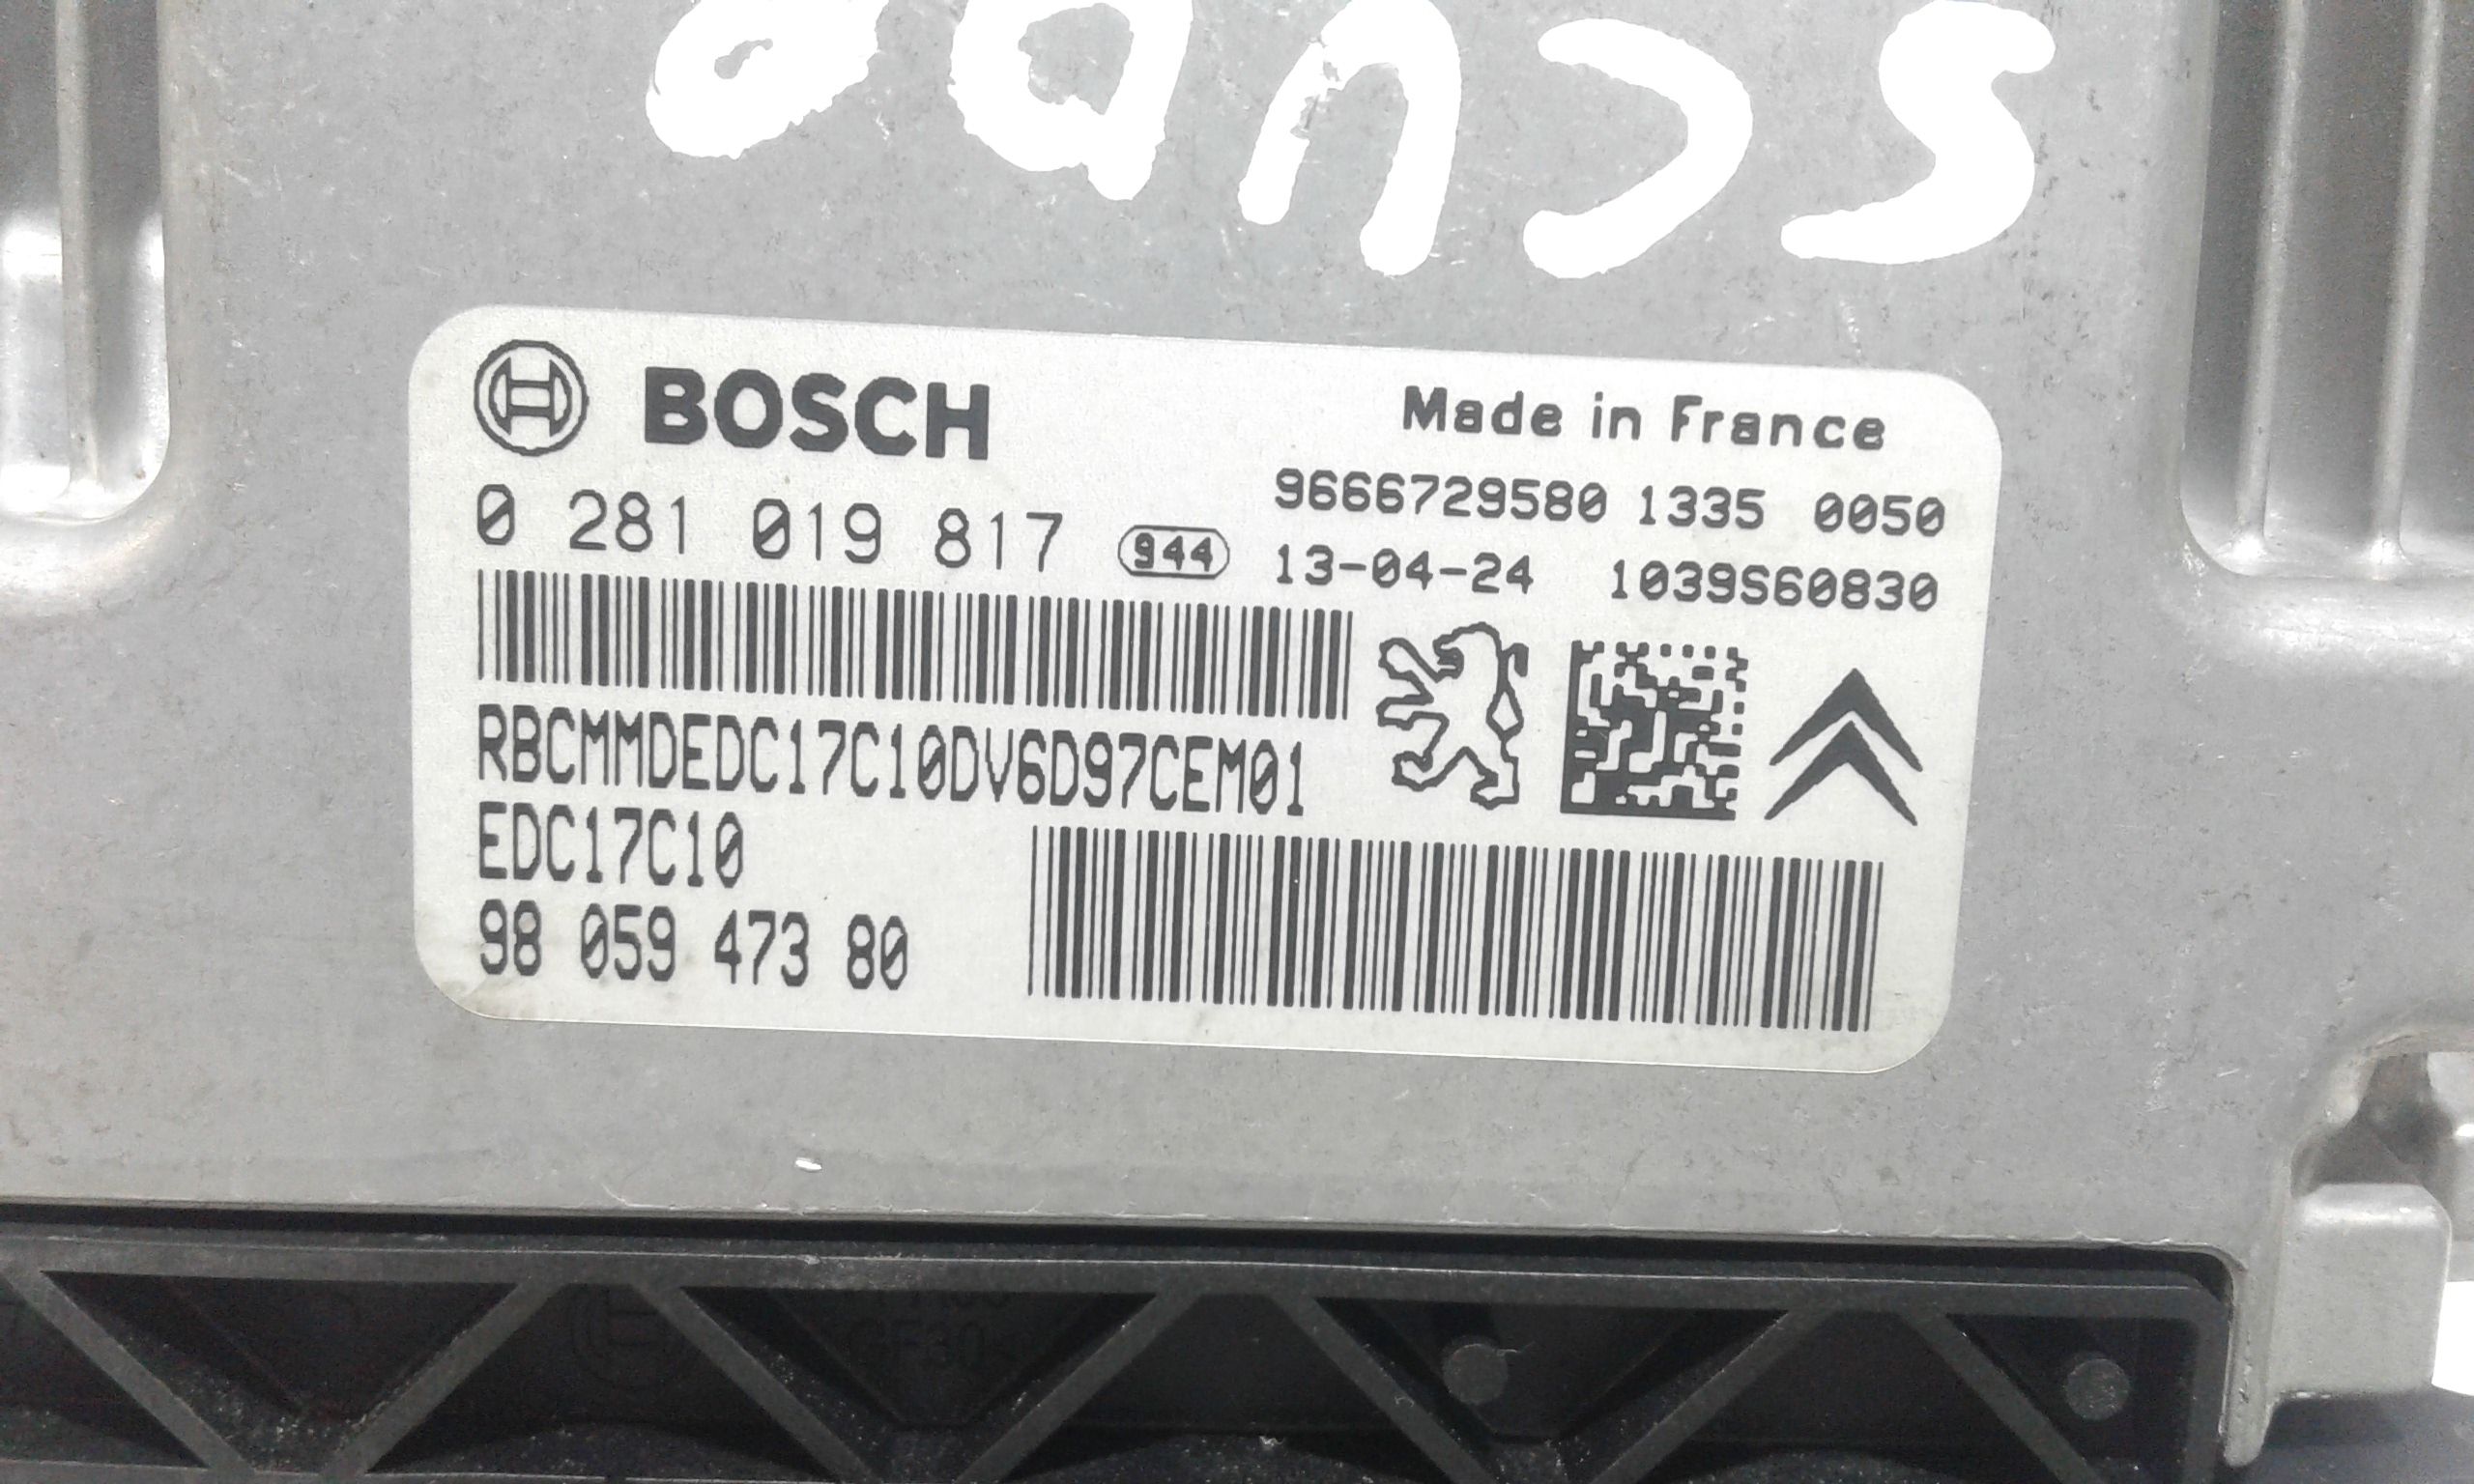 SCUDO
BOSCH
Made in France
9666729580 1335 0050
0 281 019 817 944 13-04-24 1039S60830
RBCMMDEDC17C10DV6D97CEM01
EDC17C10
98 059 473 80